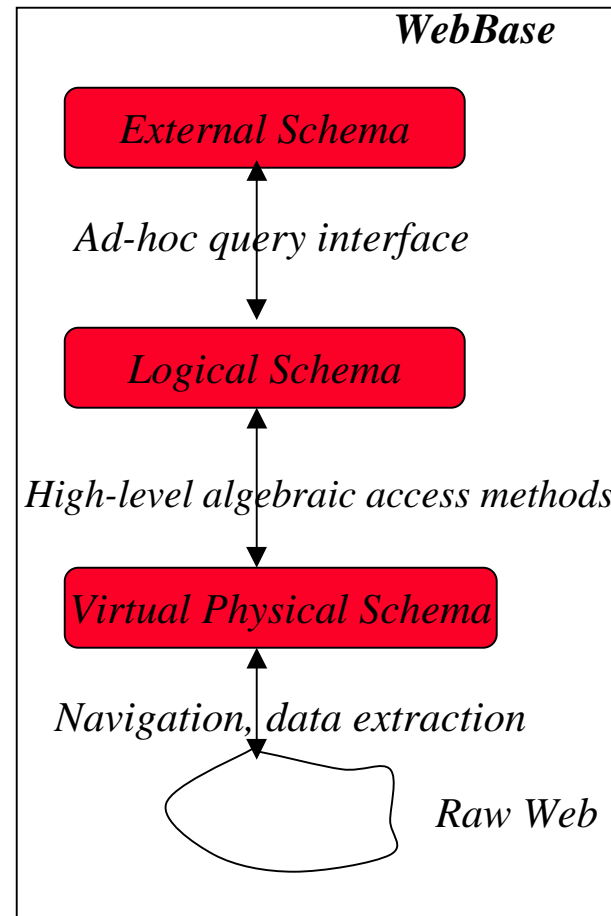 WebBase
External Schema
Ad-hoc query interface
Logical Schema
High-level algebraic access methods
Virtual Physical Schema
Navigation, data extraction
Raw Web